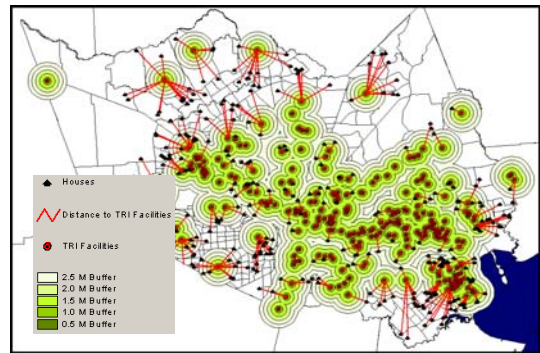 Houses
Distance to TRI Facilities
TRI Facilities
2.5 M Buffer
2.0 M Buffer
1.5 M Buffer
1.0 M Buffer
0.5 M Buffer